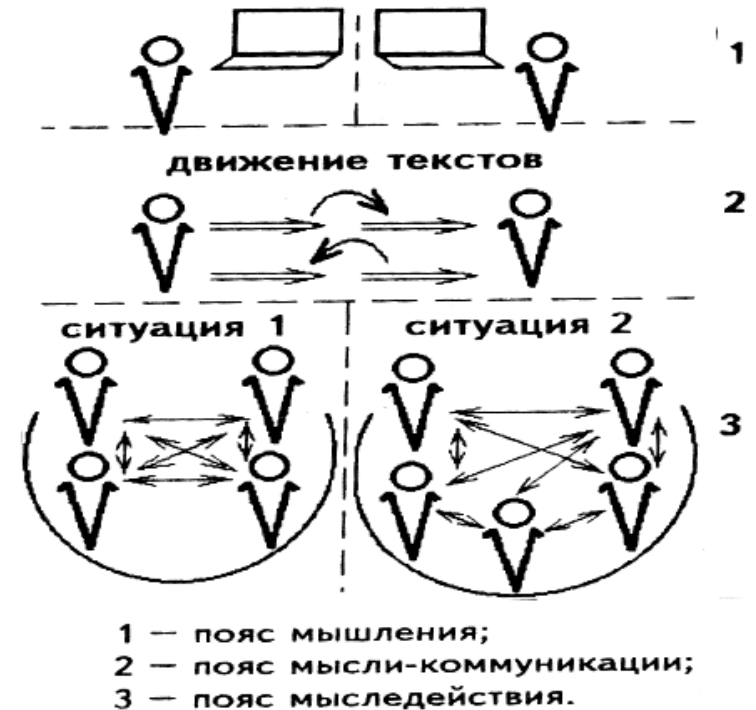 1
движение текстов
2
ситуация 1
ситуация 2
3
1 — пояс мышления;
2 — пояс мысли-коммуникации;
3 — пояс мыследействия.